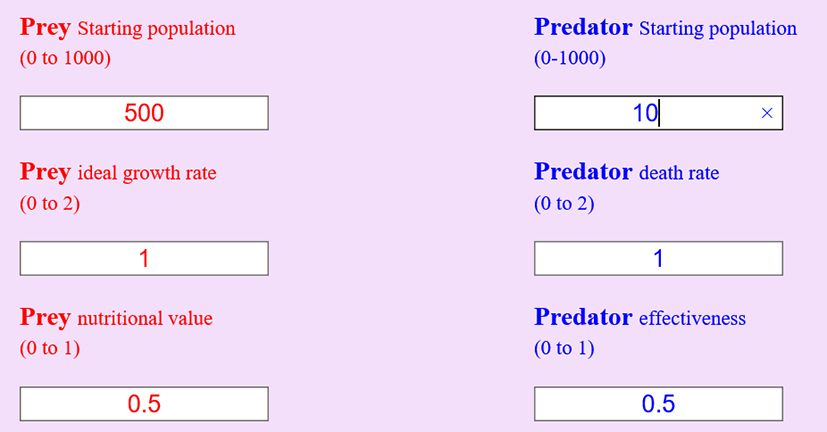 Prey Starting population
(0 to 1000)
500
Prey ideal growth rate
(0 to 2)
1
Prey nutritional value
(0 to 1)
0.5
Predator Starting population
(0-1000)
10
Predator death rate
(0 to 2)
1
Predator effectiveness
(0 to 1)
0.5